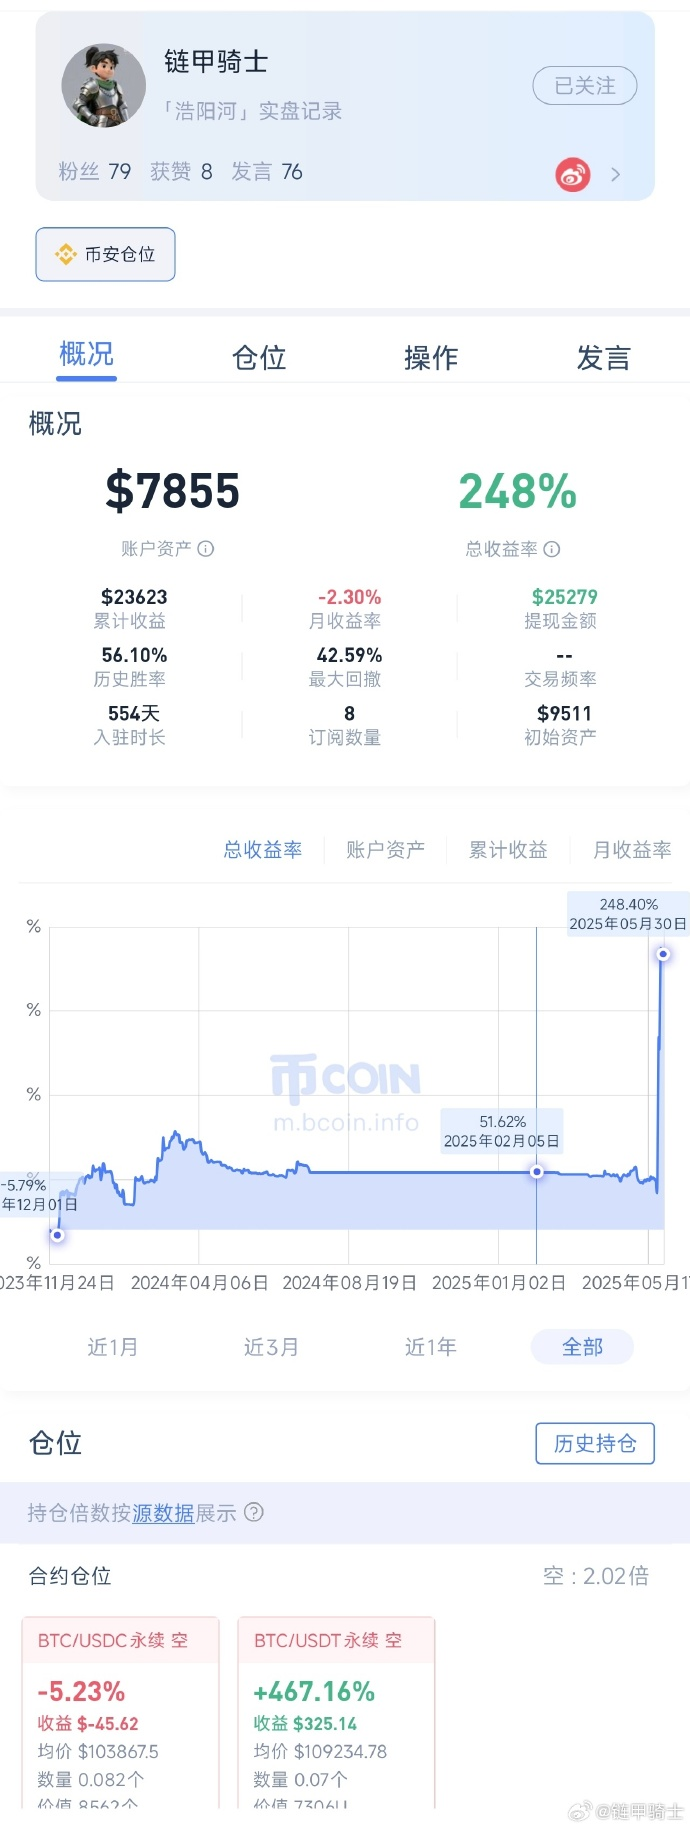 链甲骑士
已关注
「浩阳河」实盘记录
粉丝 79 获赞 8 发言 76
币安仓位
概况 仓位 操作 发言
概况
$7855 248%
账户资产 总收益率
$23623 -2.30% $25279
累计收益 月收益率 提现金额
56.10% 42.59% --
历史胜率 最大回撤 交易频率
554天 8 $9511
入驻时长 订阅数量 初始资产
总收益率 账户资产 累计收益 月收益率
248.40%
2025年05月30日
%
%
%
%
币COIN
m.bcoin.info
51.62%
2025年02月05日
-5.79%
年12月01日
023年11月24日 2024年04月06日 2024年08月19日 2025年01月02日 2025年05月1
近1月 近3月 近1年 全部
仓位 历史持仓
持仓倍数按源数据展示
合约仓位 空：2.02倍
BTC/USDC永续 空 BTC/USDT永续 空
-5.23% +467.16%
收益 $-45.62 收益 $325.14
均价 $103867.5 均价 $109234.78
数量 0.082个 数量 0.07个
价值 8562个 价值 7306U
@链甲骑士